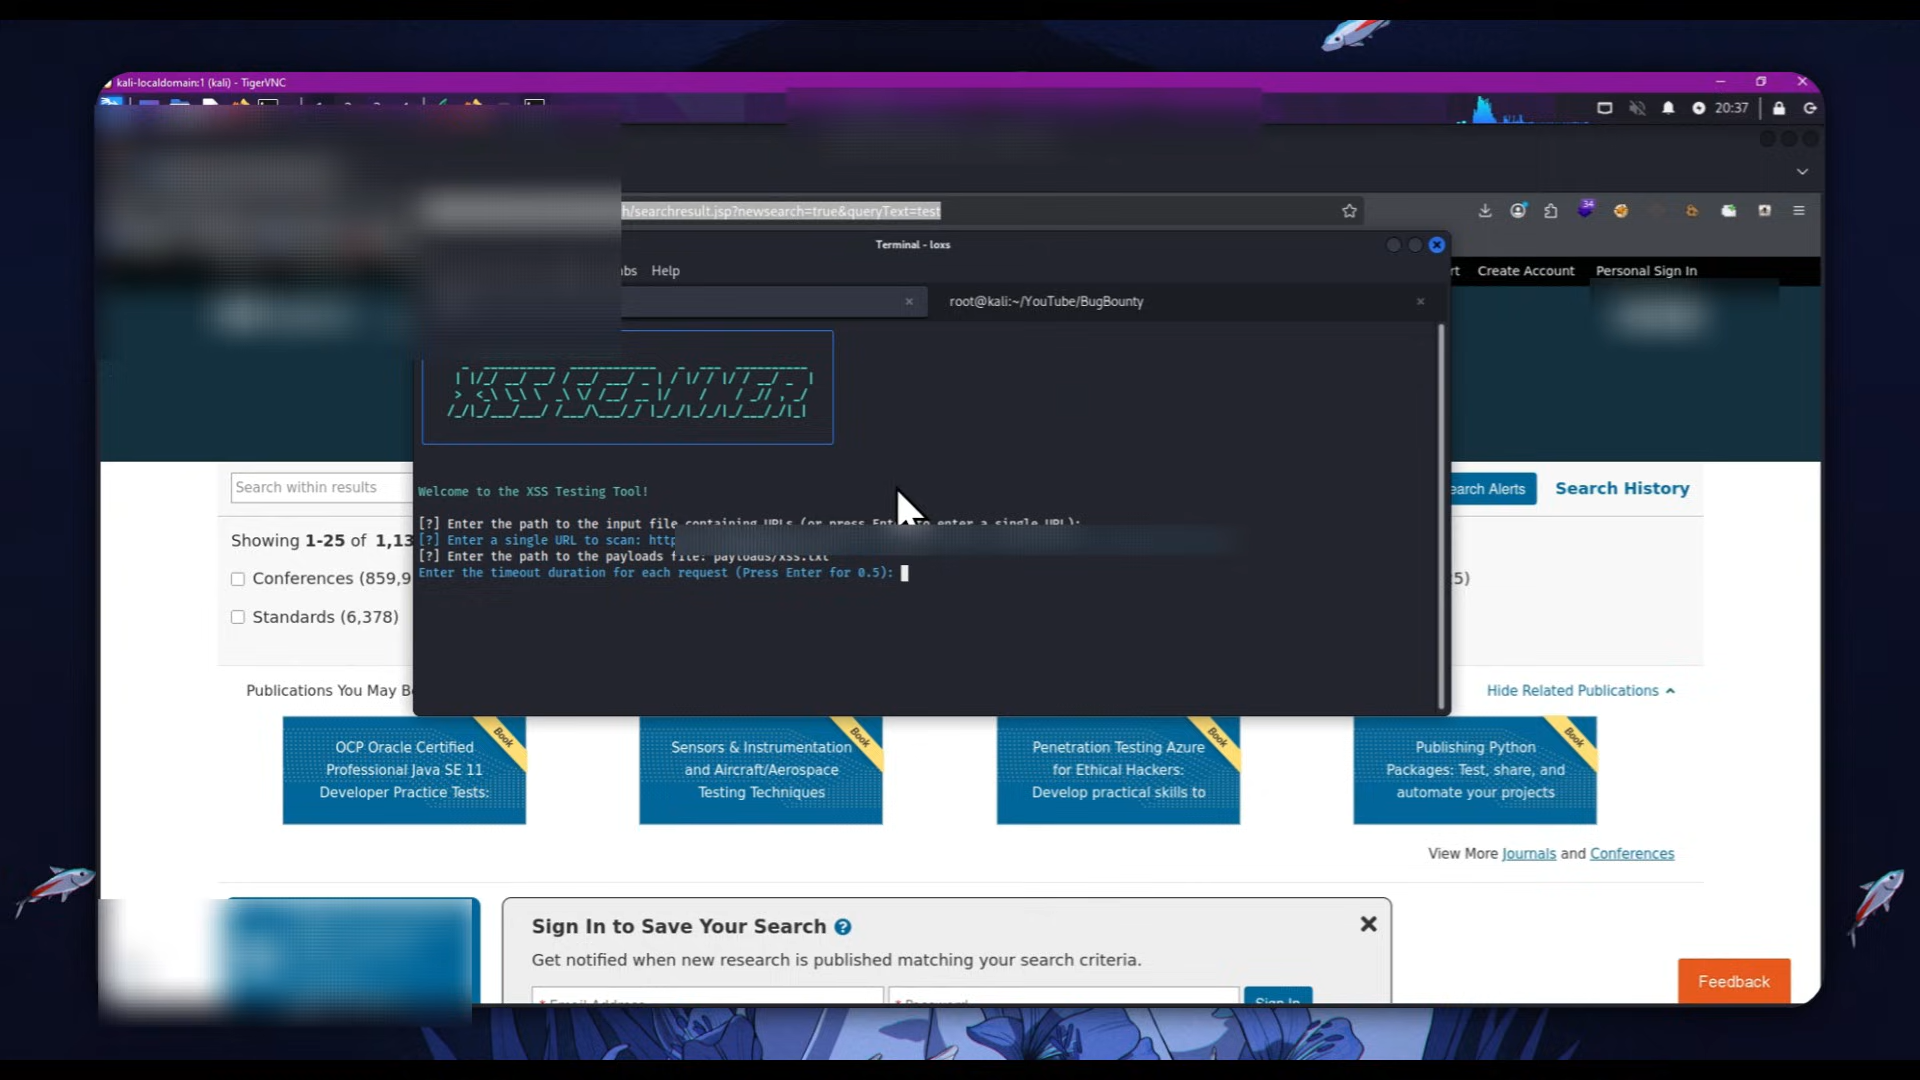 kali-localdomain:1 (kali) - TigerVNC
20:37
h/searchresult.jsp?newsearch=true&queryText=test
34
Terminal - loxs
abs Help
rt Create Account Personal Sign In
root@kali:~/YouTube/BugBounty
XSS SCANNER
Welcome to the XSS Testing Tool!
[?] Enter the path to the input file containing URLs (or press Enter to enter a single URL):
[?] Enter a single URL to scan: http
[?] Enter the path to the payloads file: payloads/xss.txt
Enter the timeout duration for each request (Press Enter for 0.5):
Search within results
earch Alerts Search History
Showing 1-25 of 1,13
Conferences (859,9
5)
Standards (6,378)
Publications You May Be
Hide Related Publications
OCP Oracle Certified
Professional Java SE 11
Developer Practice Tests:
Book
Sensors & Instrumentation
and Aircraft/Aerospace
Testing Techniques
Book
Penetration Testing Azure
for Ethical Hackers:
Develop practical skills to
Book
Publishing Python
Packages: Test, share, and
automate your projects
Book
View More Journals and Conferences
Sign In to Save Your Search
Get notified when new research is published matching your search criteria.
* Email Address
* Password
Sign In
Feedback